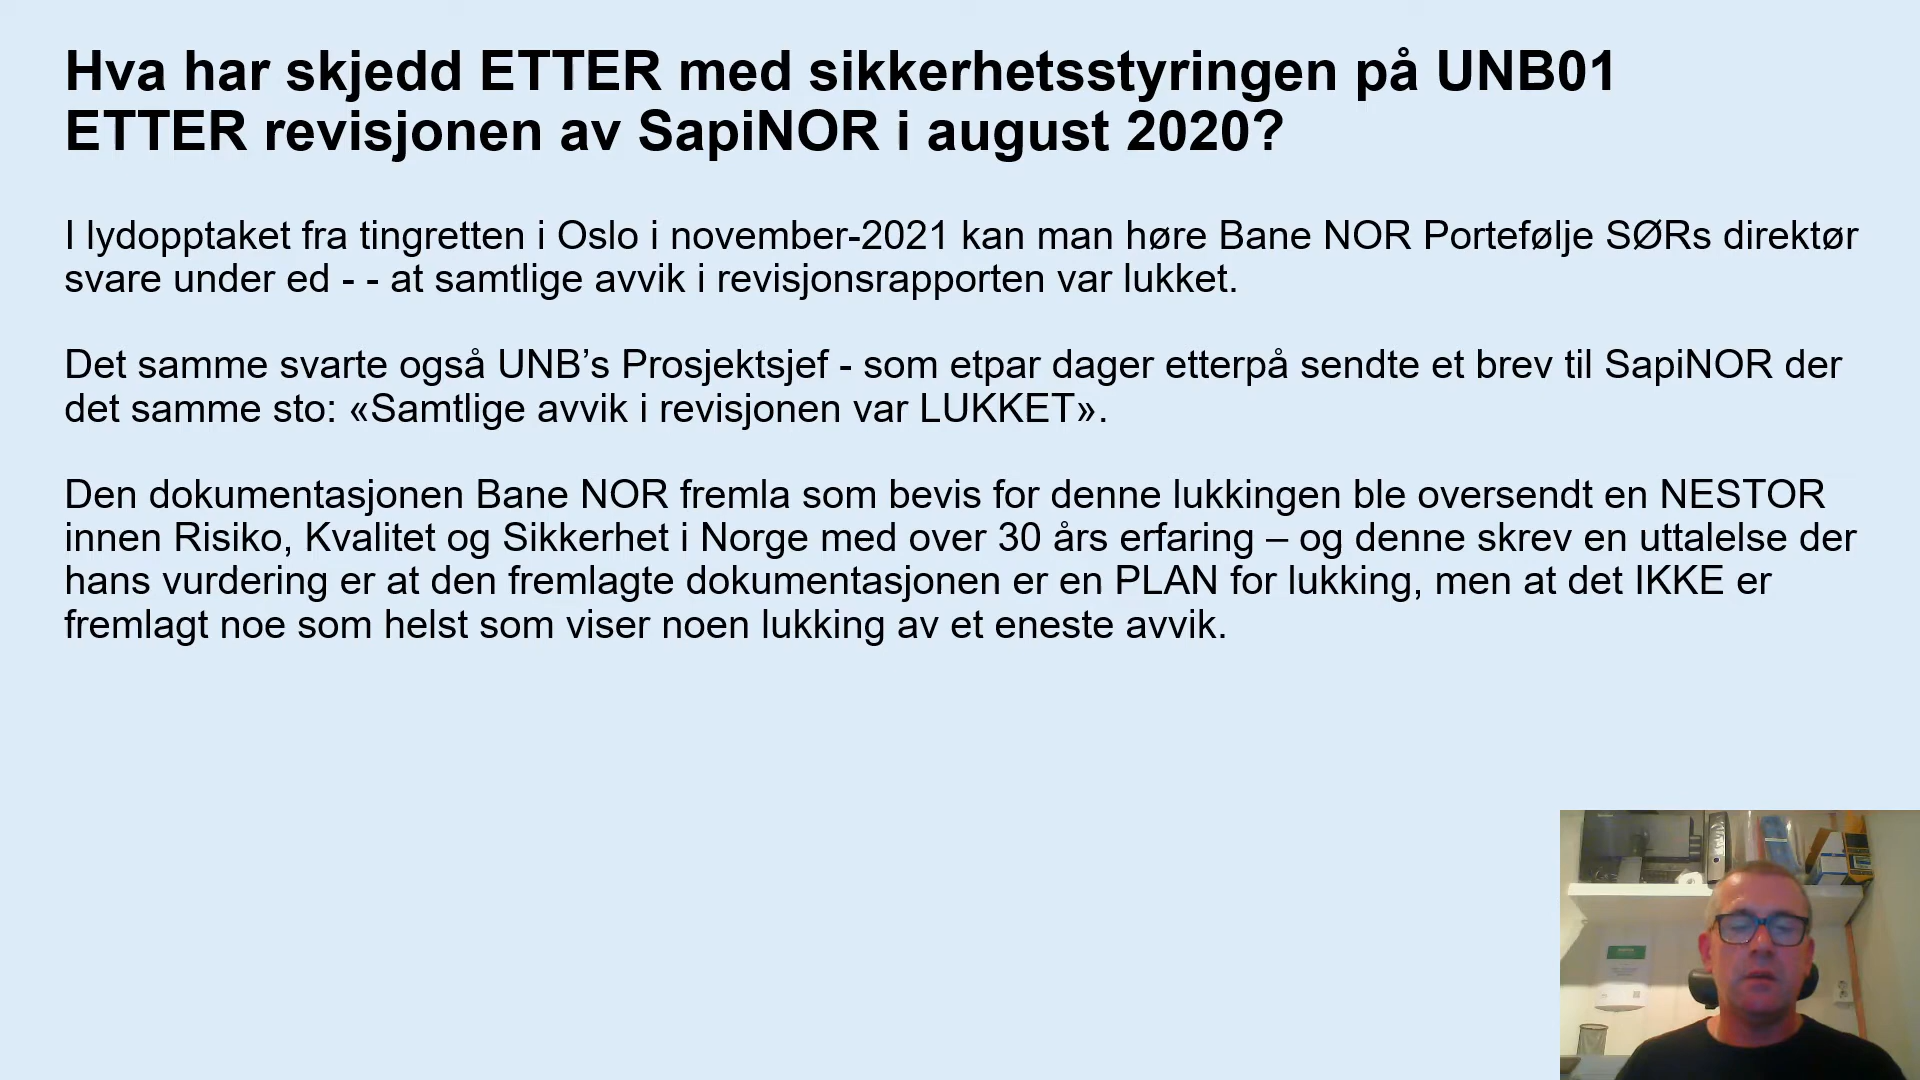 Hva har skjedd ETTER med sikkerhetsstyringen på UNB01
ETTER revisjonen av SapiNOR i august 2020?
I lydopptaket fra tingretten i Oslo i november-2021 kan man høre Bane NOR Portefølje SØRs direktør
svare under ed - - at samtlige avvik i revisjonsrapporten var lukket.
Det samme svarte også UNB’s Prosjektsjef - som etpar dager etterpå sendte et brev til SapiNOR der
det samme sto: «Samtlige avvik i revisjonen var LUKKET».
Den dokumentasjonen Bane NOR fremla som bevis for denne lukkingen ble oversendt en NESTOR
innen Risiko, Kvalitet og Sikkerhet i Norge med over 30 års erfaring – og denne skrev en uttalelse der
hans vurdering er at den fremlagte dokumentasjonen er en PLAN for lukking, men at det IKKE er
fremlagt noe som helst som viser noen lukking av et eneste avvik.